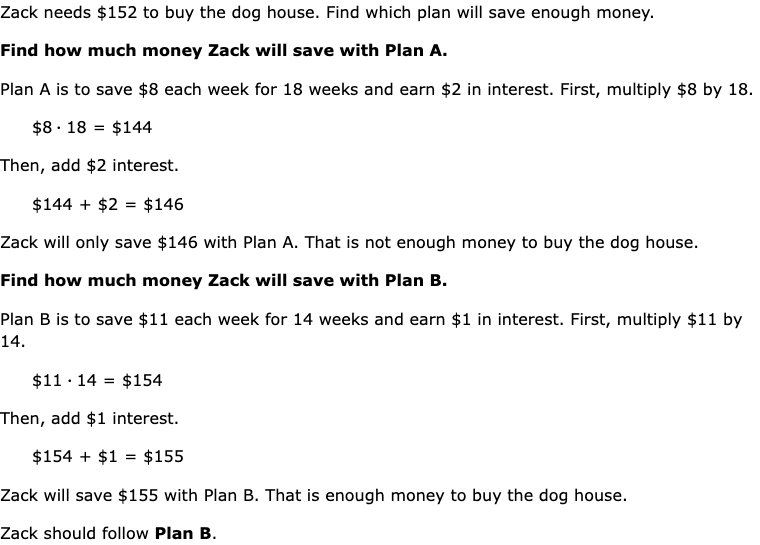 Zack needs $152 to buy the dog house. Find which plan will save enough money.
Find how much money Zack will save with Plan A.
Plan A is to save $8 each week for 18 weeks and earn $2 in interest. First, multiply $8 by 18.
$8 · 18 = $144
Then, add $2 interest.
$144 + $2 = $146
Zack will only save $146 with Plan A. That is not enough money to buy the dog house.
Find how much money Zack will save with Plan B.
Plan B is to save $11 each week for 14 weeks and earn $1 in interest. First, multiply $11 by
14.
$11 · 14 = $154
Then, add $1 interest.
$154 + $1 = $155
Zack will save $155 with Plan B. That is enough money to buy the dog house.
Zack should follow Plan B.